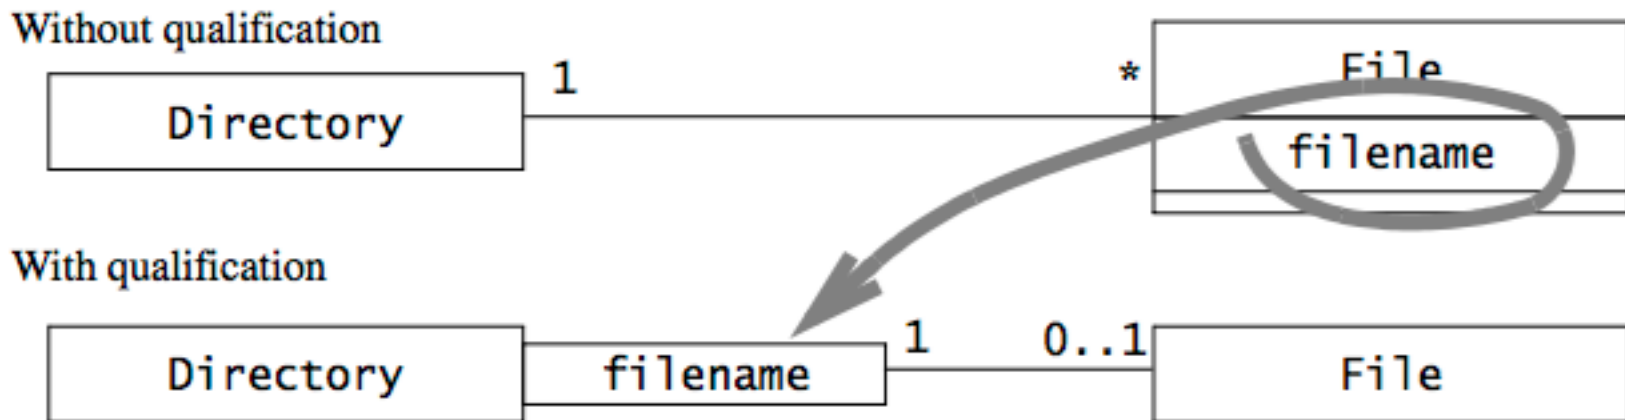 Without qualification
Directory
1
*
File
filename
With qualification
Directory
filename
1
0..1
File